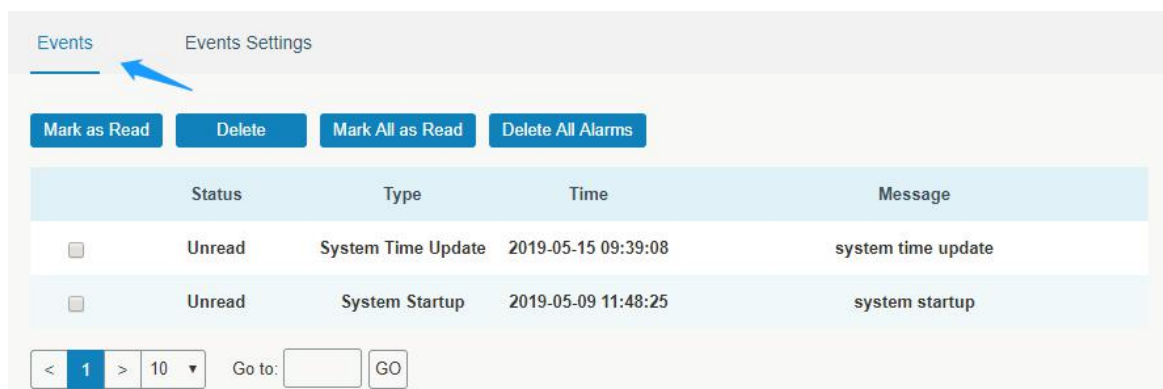 Events Events Settings
Mark as Read Delete Mark All as Read Delete All Alarms
Status Type Time Message
Unread System Time Update 2019-05-15 09:39:08 system time update
Unread System Startup 2019-05-09 11:48:25 system startup
< 1 > 10 ▼ Go to: GO